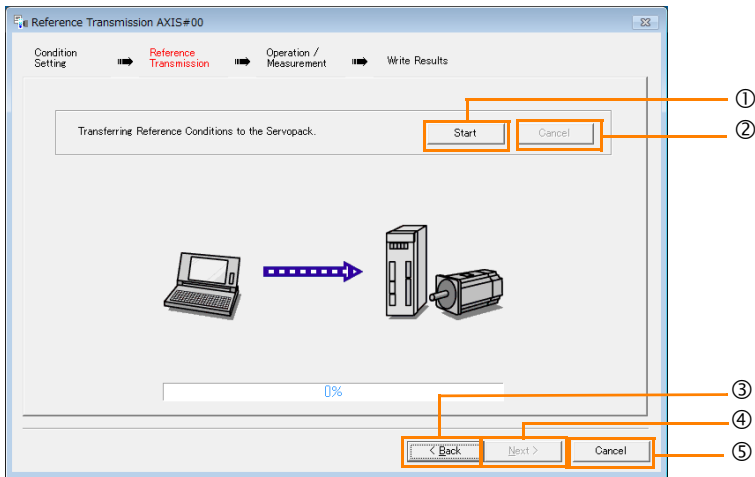 Reference Transmission AXIS#00
Condition
Setting
Reference
Transmission
Operation /
Measurement
Write Results
①
Transferring Reference Conditions to the Servopack.
Start
Cancel
②
0%
③
④
< Back
Next >
Cancel
⑤